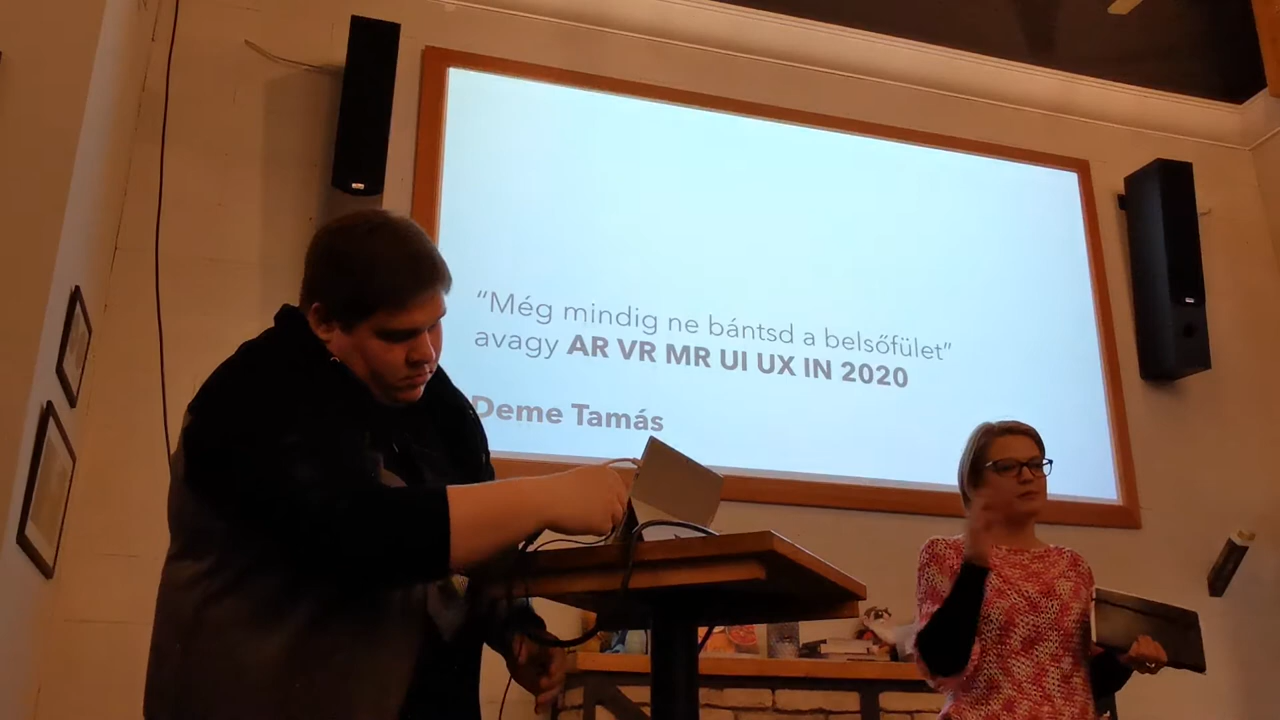 “Még mindig ne bántsd a belsőfület”
avagy AR VR MR UI UX IN 2020
Deme Tamás